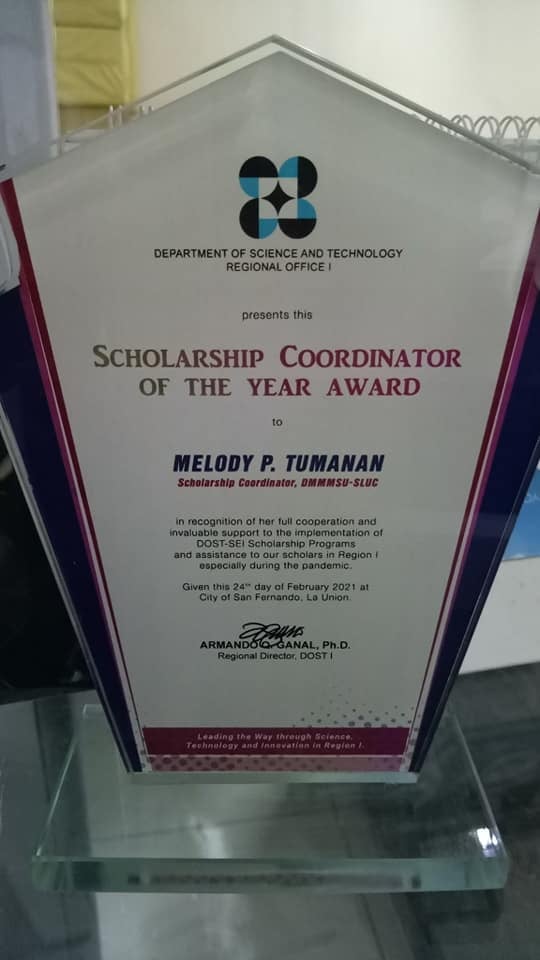 DEPARTMENT OF SCIENCE AND TECHNOLOGY
REGIONAL OFFICE I
presents this
SCHOLARSHIP COORDINATOR
OF THE YEAR AWARD
to
MELODY P. TUMANAN
Scholarship Coordinator, DMMMSU-SLUC
in recognition of her full cooperation and
invaluable support to the implementation of
DOST-SEI Scholarship Programs
and assistance to our scholars in Region I
especially during the pandemic.
Given this 24th day of February 2021 at
City of San Fernando, La Union.
ARMANDO Q. GANAL, Ph.D.
Regional Director, DOST I
Leading the Way through Science,
Technology and Innovation in Region I.